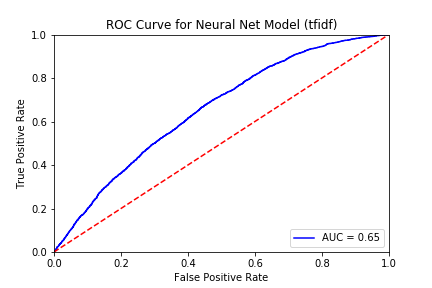 ROC Curve for Neural Net Model (tfidf)
1.0
0.8
0.6
0.4
0.2
0.0
True Positive Rate
AUC = 0.65
0.0 0.2 0.4 0.6 0.8 1.0
False Positive Rate